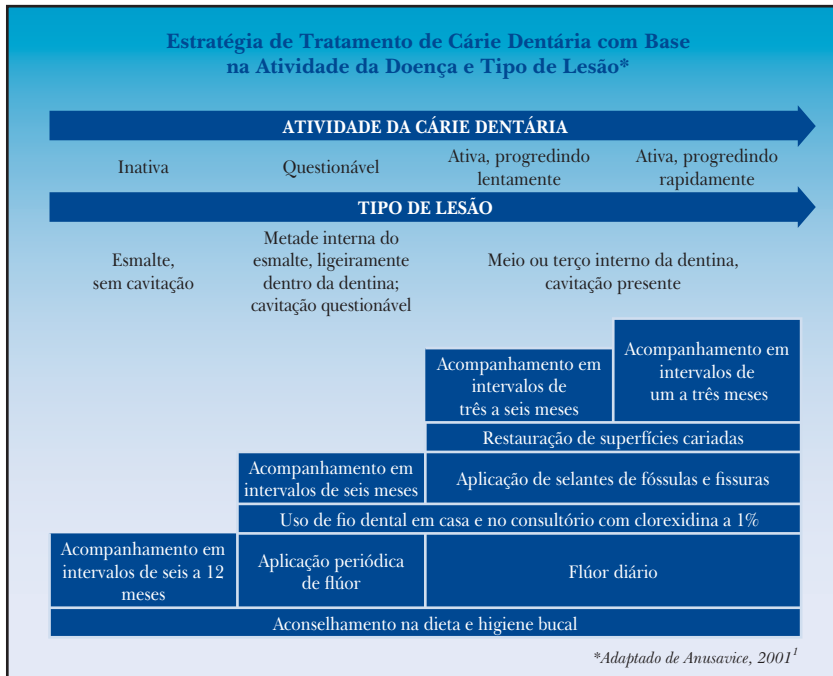 Estratégia de Tratamento de Cárie Dentária com Base
na Atividade da Doença e Tipo de Lesão*
ATIVIDADE DA CÁRIE DENTÁRIA
Inativa
Questionável
Ativa, progredindo
lentamente
Ativa, progredindo
rapidamente
TIPO DE LESÃO
Esmalte,
sem cavitação
Metade interna do
esmalte, ligeiramente
dentro da dentina;
cavitação questionável
Meio ou terço interno da dentina,
cavitação presente
Acompanhamento em
intervalos de
três a seis meses
Acompanhamento em
intervalos de
um a três meses
Restauração de superfícies cariadas
Acompanhamento em
intervalos de seis meses
Aplicação de selantes de fóssulas e fissuras
Uso de fio dental em casa e no consultório com clorexidina a 1%
Acompanhamento em
intervalos de seis a 12
meses
Aplicação periódica
de flúor
Flúor diário
Aconselhamento na dieta e higiene bucal
*Adaptado de Anusavice, 2001¹